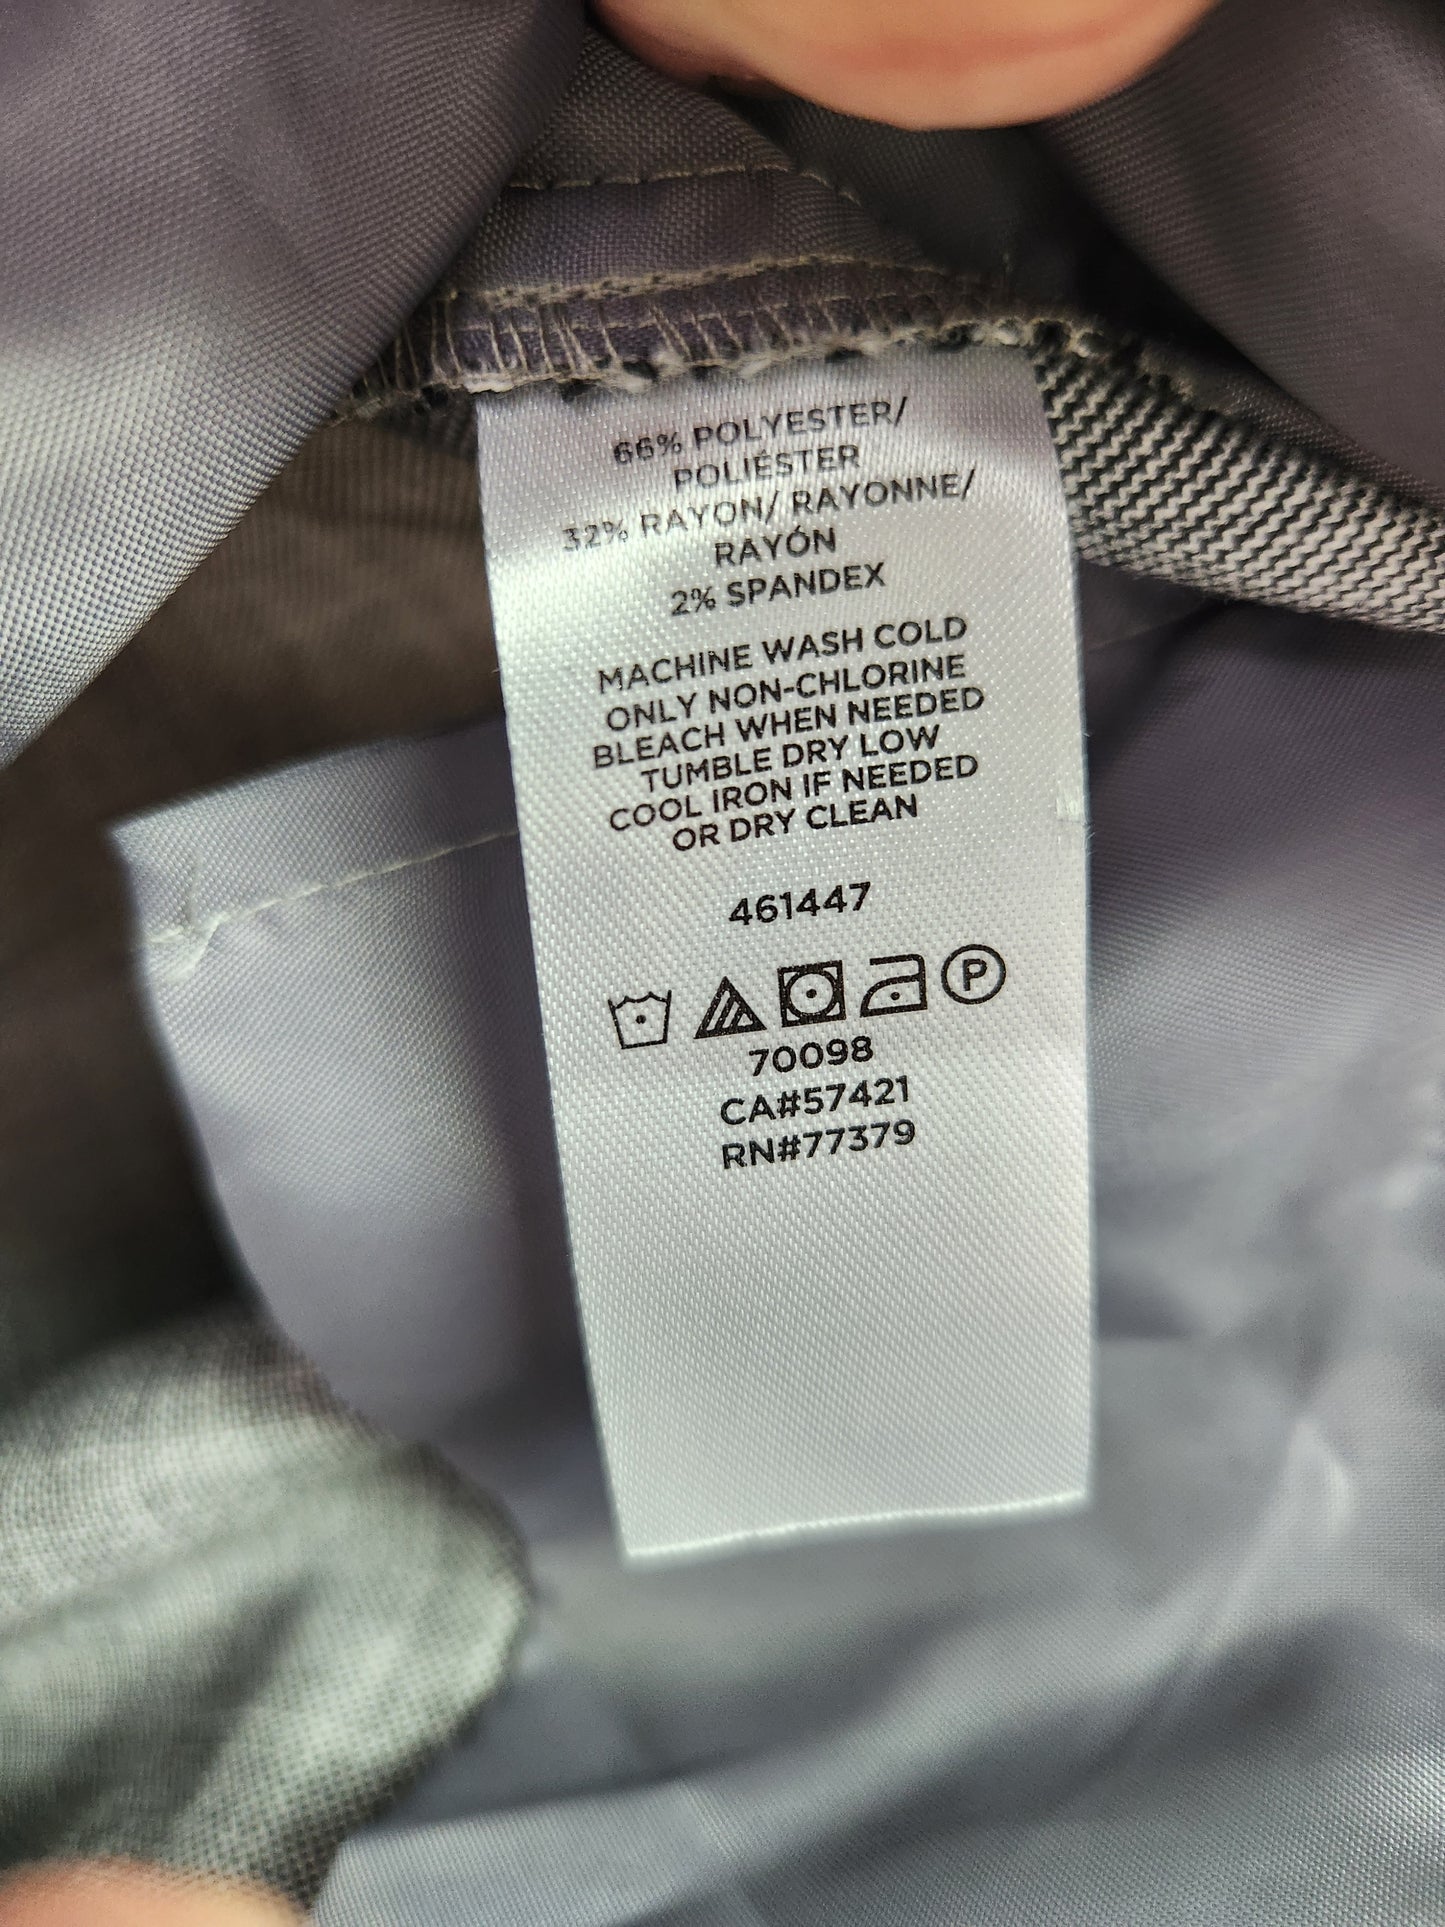 66% POLYESTER/
POLIÉSTER
32% RAYON/ RAYONNE/
RAYÓN
2% SPANDEX
MACHINE WASH COLD
ONLY NON-CHLORINE
BLEACH WHEN NEEDED
TUMBLE DRY LOW
COOL IRON IF NEEDED
OR DRY CLEAN
461447
P
70098
CA#57421
RN#77379